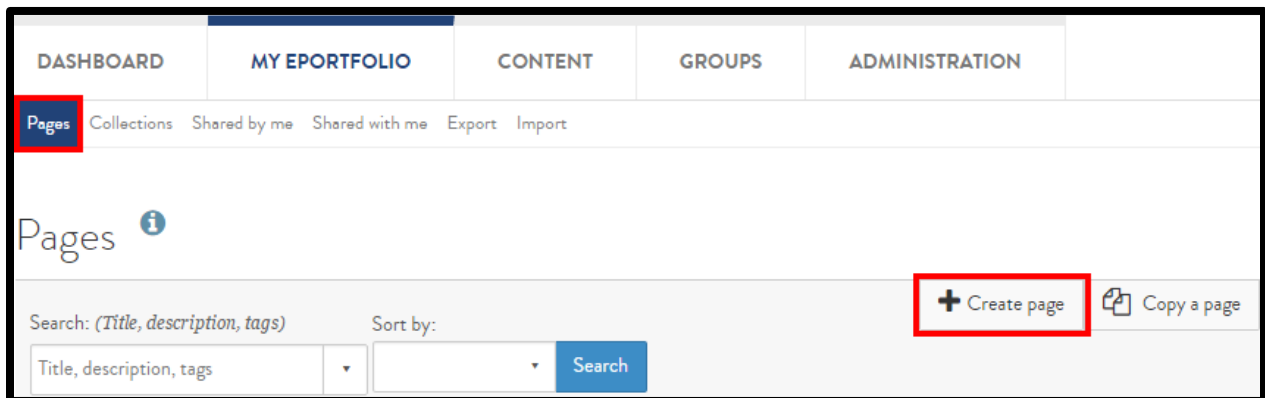 DASHBOARD MY EPORTFOLIO CONTENT GROUPS ADMINISTRATION
Pages Collections Shared by me Shared with me Export Import
Pages
Create page Copy a page
Search: (Title, description, tags) Sort by:
Title, description, tags Search